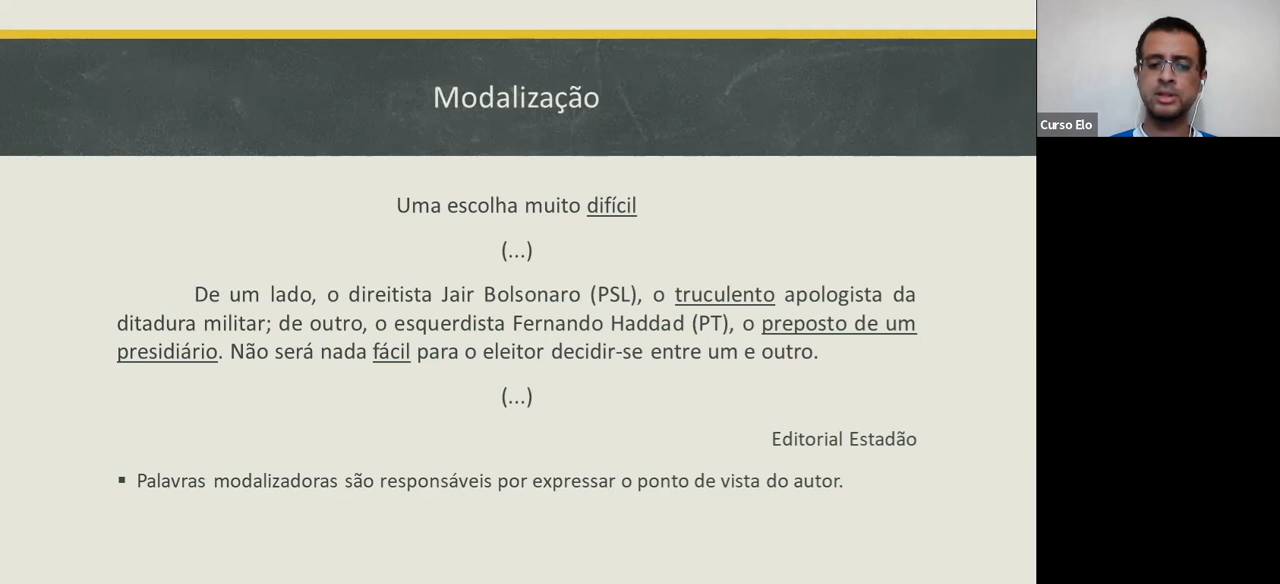 Modalização
Curso Elo
Uma escolha muito difícil
(...)
De um lado, o direitista Jair Bolsonaro (PSL), o truculento apologista da
ditadura militar; de outro, o esquerdista Fernando Haddad (PT), o preposto de um
presidiário. Não será nada fácil para o eleitor decidir-se entre um e outro.
(...)
Editorial Estadão
▪ Palavras modalizadoras são responsáveis por expressar o ponto de vista do autor.